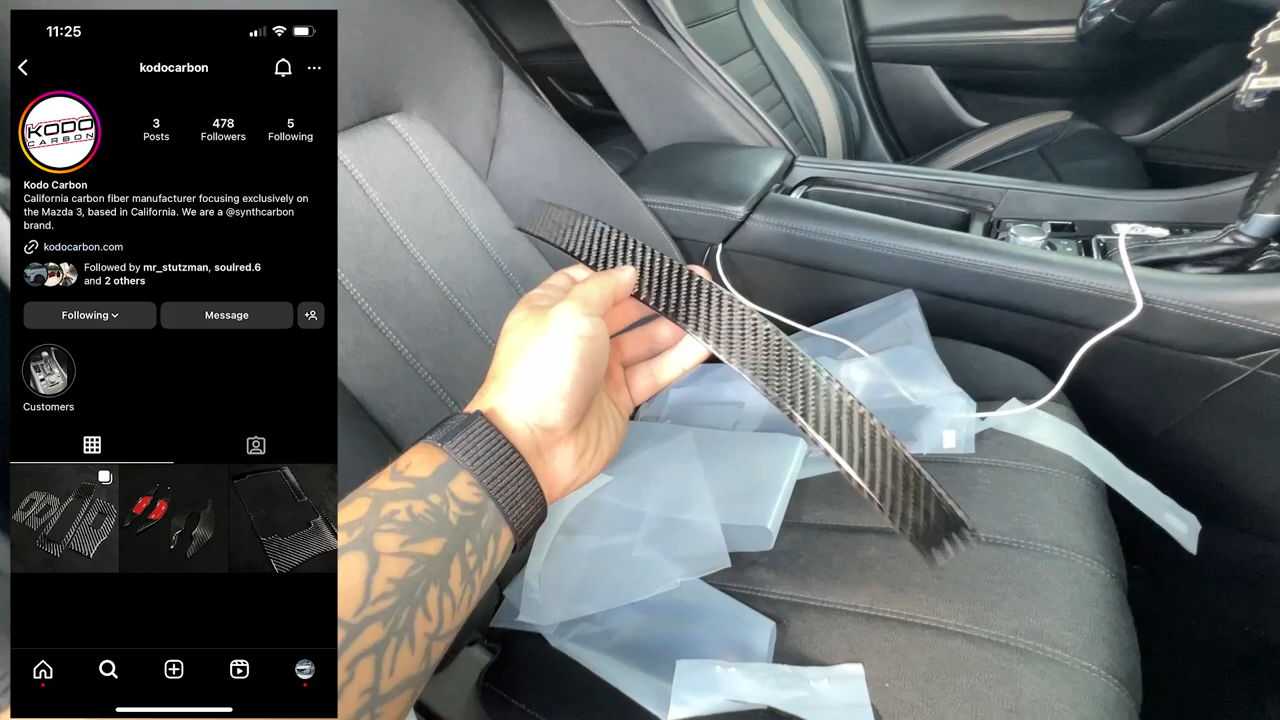 11:25
kodocarbon
KODO
CARBON
3
Posts
478
Followers
5
Following
Kodo Carbon
California carbon fiber manufacturer focusing exclusively on
the Mazda 3, based in California. We are a @synthcarbon
brand.
kodocarbon.com
Followed by mr_stutzman, soulred.6
and 2 others
Following
Message
Customers